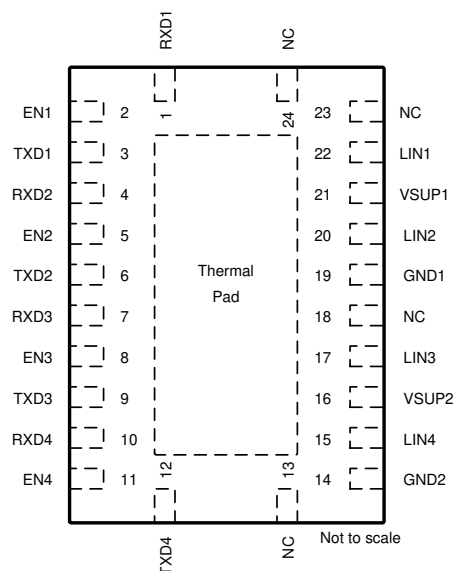 RXD1
NC
1
24
EN1 2 23 NC
TXD1 3 22 LIN1
RXD2 4 21 VSUP1
EN2 5 20 LIN2
TXD2 6 19 GND1
RXD3 7 18 NC
EN3 8 17 LIN3
TXD3 9 16 VSUP2
RXD4 10 15 LIN4
EN4 11 14 GND2
Thermal
Pad
12
13
TXD4
NC
Not to scale